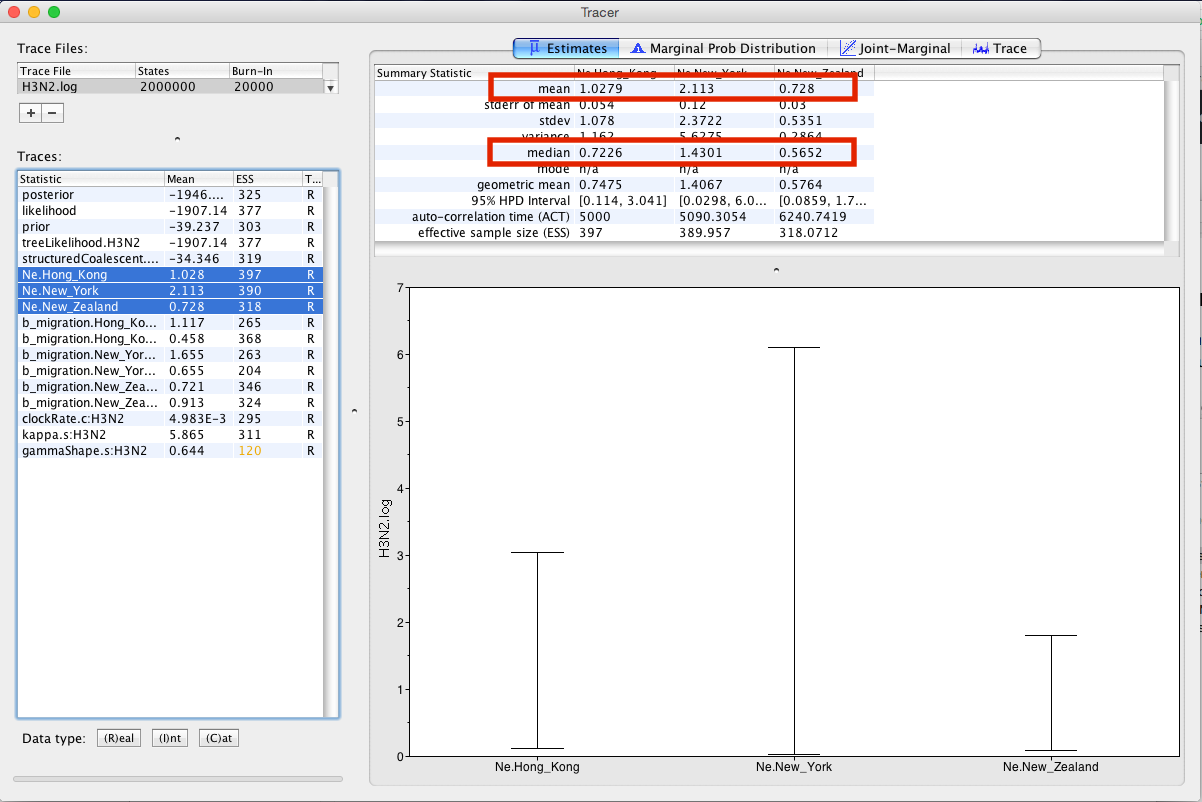 Tracer
Trace Files:
Trace File States Burn-In
H3N2.log 2000000 20000
+ −
Traces:
Statistic Mean ESS T...
posterior -1946.... 325 R
likelihood -1907.14 377 R
prior -39.237 303 R
treeLikelihood.H3N2 -1907.14 377 R
structuredCoalescent.... -34.346 319 R
Ne.Hong_Kong 1.028 397 R
Ne.New_York 2.113 390 R
Ne.New_Zealand 0.728 318 R
b_migration.Hong_Ko... 1.117 265 R
b_migration.Hong_Ko... 0.458 368 R
b_migration.New_Yor... 1.655 263 R
b_migration.New_Yor... 0.655 204 R
b_migration.New_Zea... 0.721 346 R
b_migration.New_Zea... 0.913 324 R
clockRate.c:H3N2 4.983E-3 295 R
kappa.s:H3N2 5.865 311 R
gammaShape.s:H3N2 0.644 120 R
Data type: (R)eal (I)nt (C)at
Estimates Marginal Prob Distribution Joint-Marginal Trace
Summary Statistic Ne.Hong_Kong Ne.New_York Ne.New_Zealand
mean 1.0279 2.113 0.728
stderr of mean 0.054 0.12 0.03
stdev 1.078 2.3722 0.5351
variance 1.162 5.6275 0.2864
median 0.7226 1.4301 0.5652
mode n/a n/a n/a
geometric mean 0.7475 1.4067 0.5764
95% HPD Interval [0.114, 3.041] [0.0298, 6.0... [0.0859, 1.7...
auto-correlation time (ACT) 5000 5090.3054 6240.7419
effective sample size (ESS) 397 389.957 318.0712
7
6
5
4
3
2
1
0
H3N2.log
Ne.Hong_Kong Ne.New_York Ne.New_Zealand